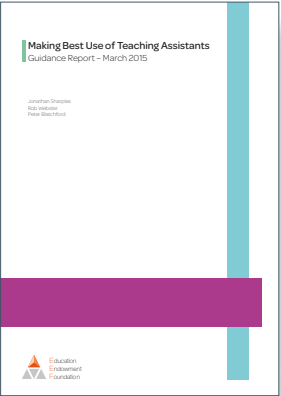 Making Best Use of Teaching Assistants
Guidance Report – March 2015
Jonathan Sharples
Rob Webster
Peter Blatchford
Education
Endowment
Foundation